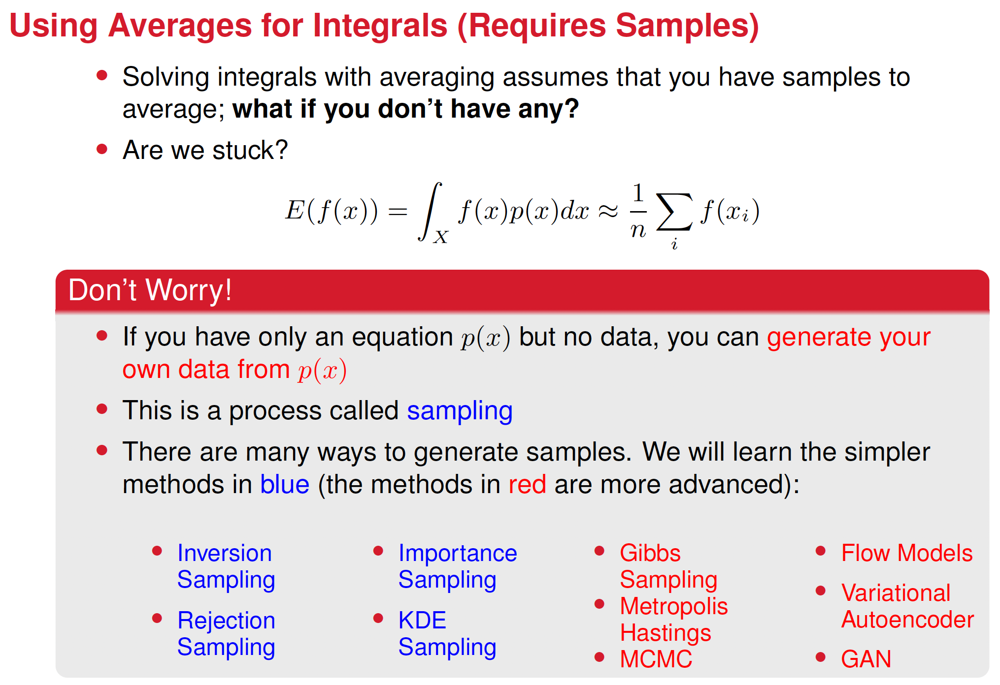 Using Averages for Integrals (Requires Samples)
• Solving integrals with averaging assumes that you have samples to
average; what if you don't have any?
• Are we stuck?
E(f(x)) = ∫_X f(x)p(x)dx ≈ 1/n ∑_i f(x_i)
Don't Worry!
• If you have only an equation p(x) but no data, you can generate your
own data from p(x)
• This is a process called sampling
• There are many ways to generate samples. We will learn the simpler
methods in blue (the methods in red are more advanced):
• Inversion
Sampling
• Rejection
Sampling
• Importance
Sampling
• KDE
Sampling
• Gibbs
Sampling
• Metropolis
Hastings
• MCMC
• Flow Models
• Variational
Autoencoder
• GAN